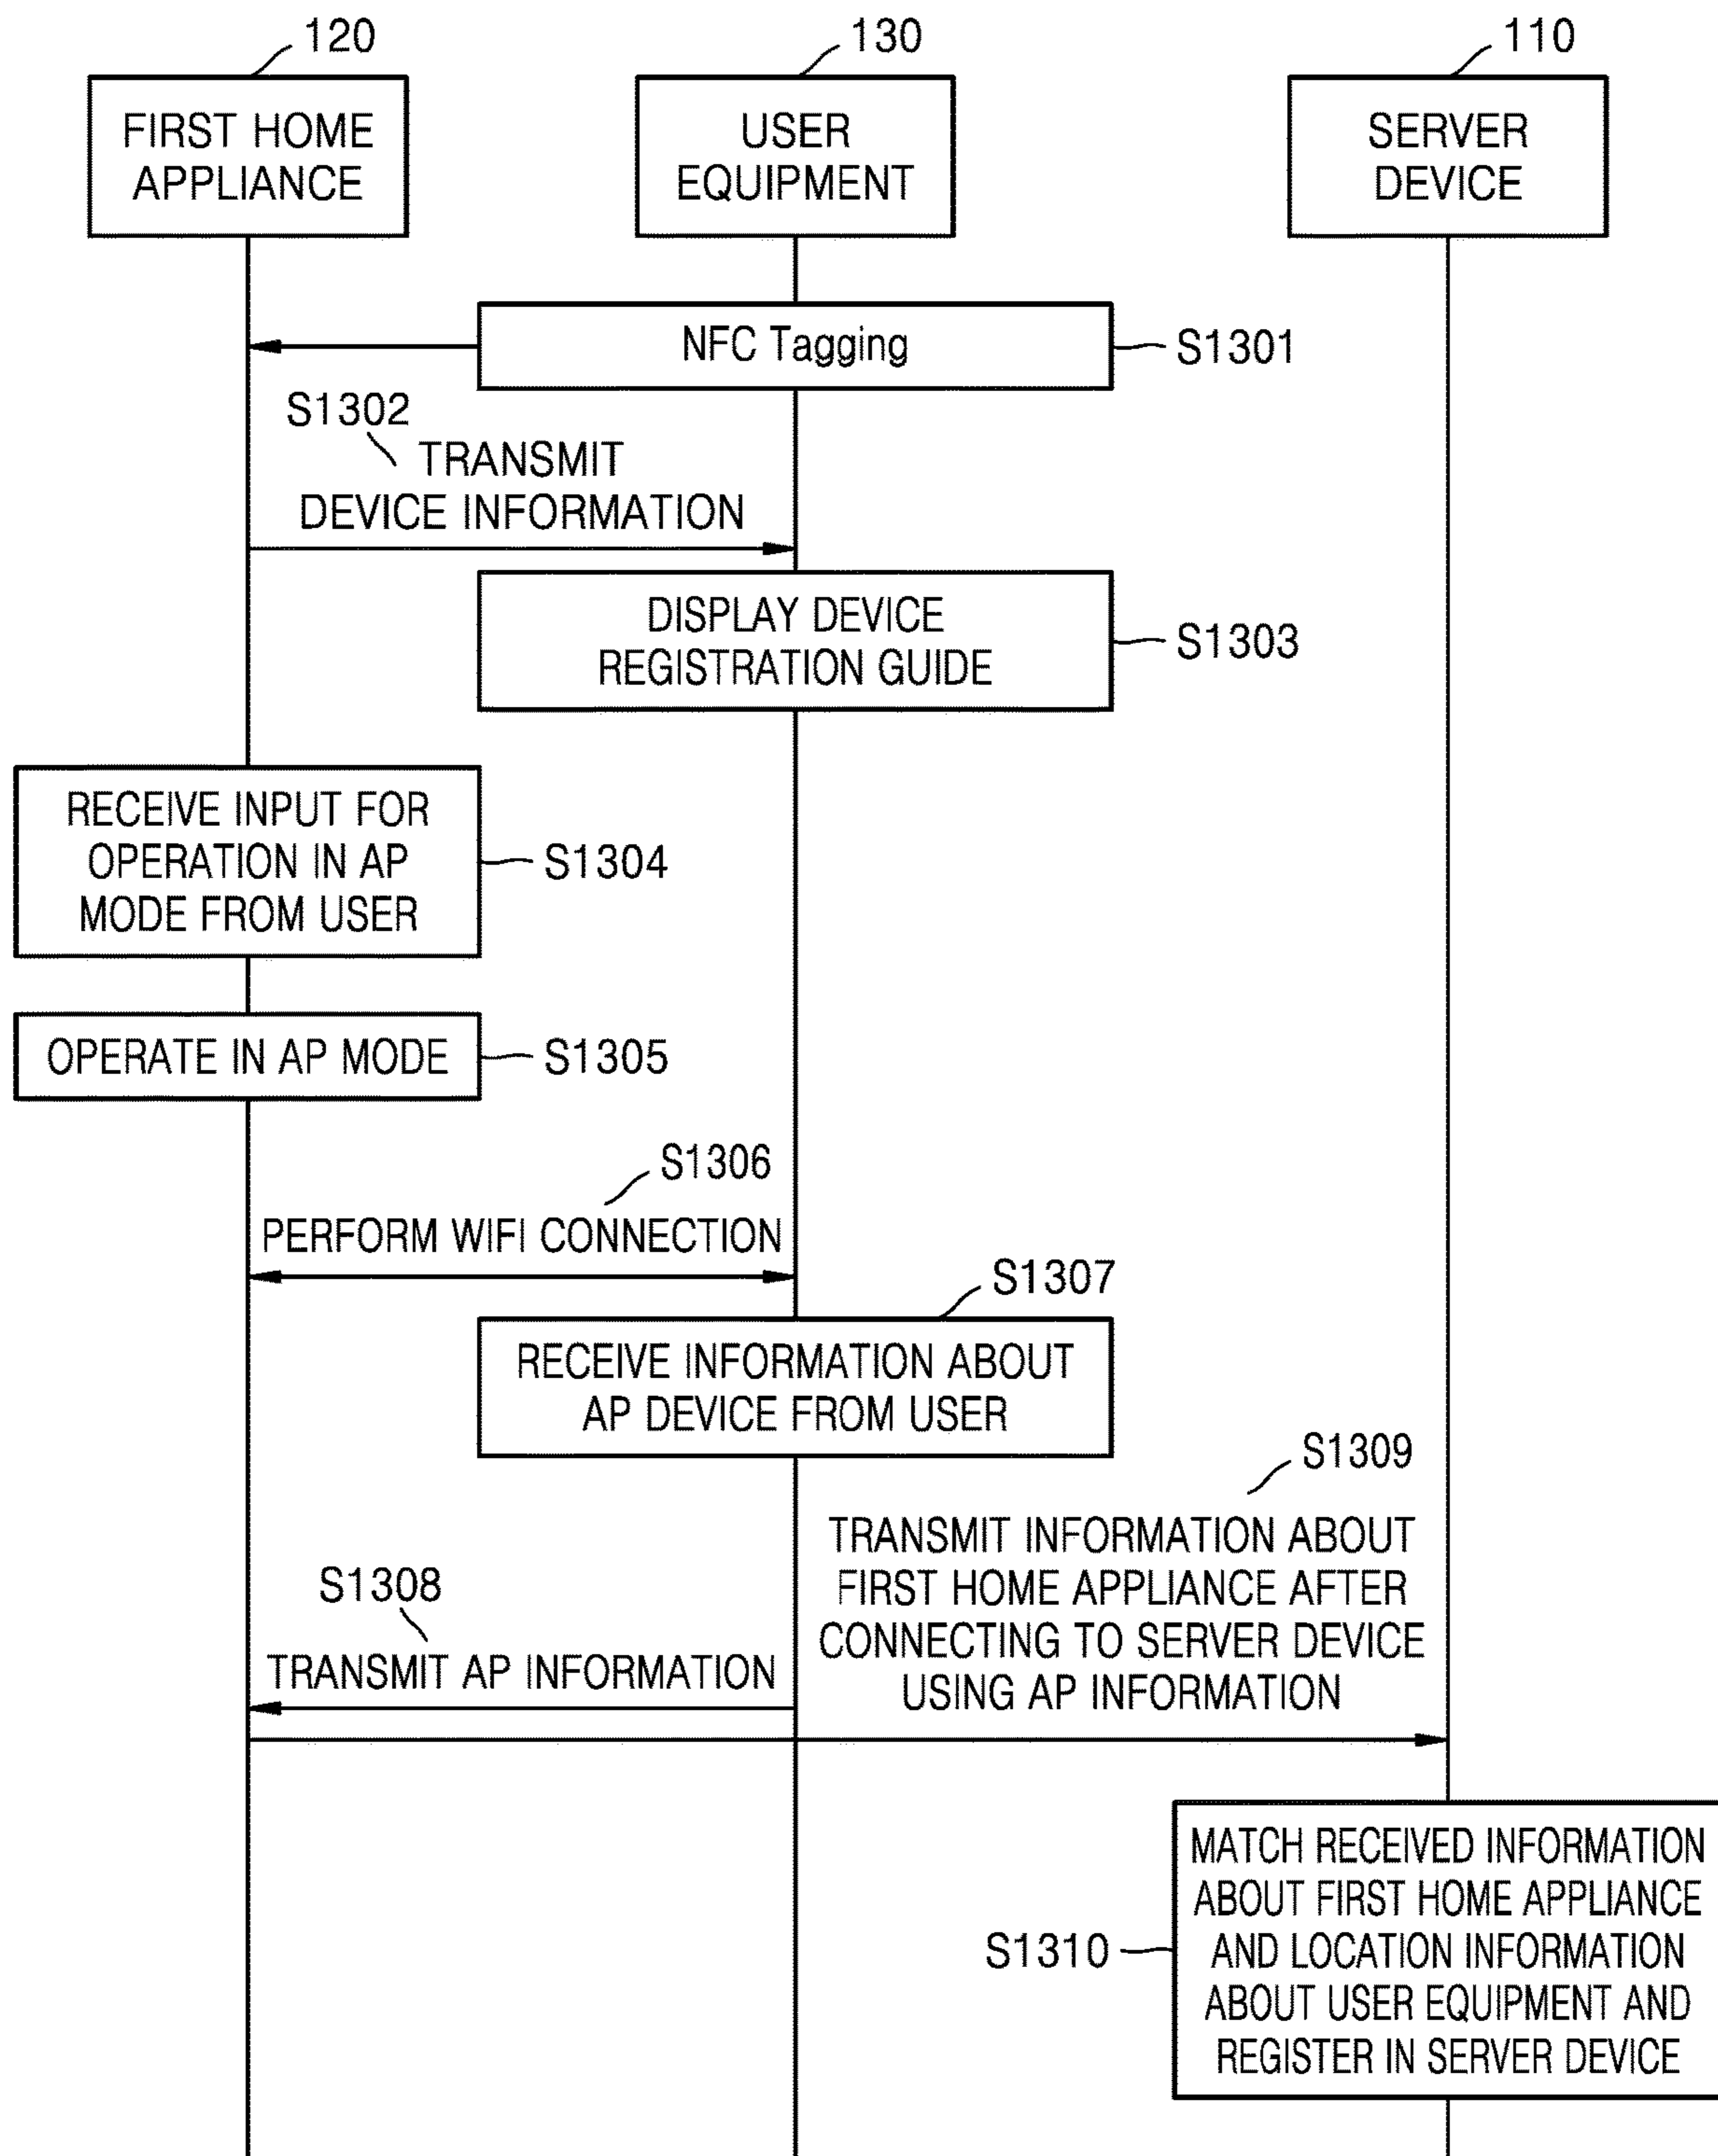 120
130
110
FIRST HOME
APPLIANCE
USER
EQUIPMENT
SERVER
DEVICE
NFC Tagging
S1301
S1302
TRANSMIT
DEVICE INFORMATION
DISPLAY DEVICE
REGISTRATION GUIDE
S1303
RECEIVE INPUT FOR
OPERATION IN AP
MODE FROM USER
S1304
OPERATE IN AP MODE
S1305
S1306
PERFORM WIFI CONNECTION
S1307
RECEIVE INFORMATION ABOUT
AP DEVICE FROM USER
S1308
TRANSMIT AP INFORMATION
S1309
TRANSMIT INFORMATION ABOUT
FIRST HOME APPLIANCE AFTER
CONNECTING TO SERVER DEVICE
USING AP INFORMATION
MATCH RECEIVED INFORMATION
ABOUT FIRST HOME APPLIANCE
AND LOCATION INFORMATION
ABOUT USER EQUIPMENT AND
REGISTER IN SERVER DEVICE
S1310